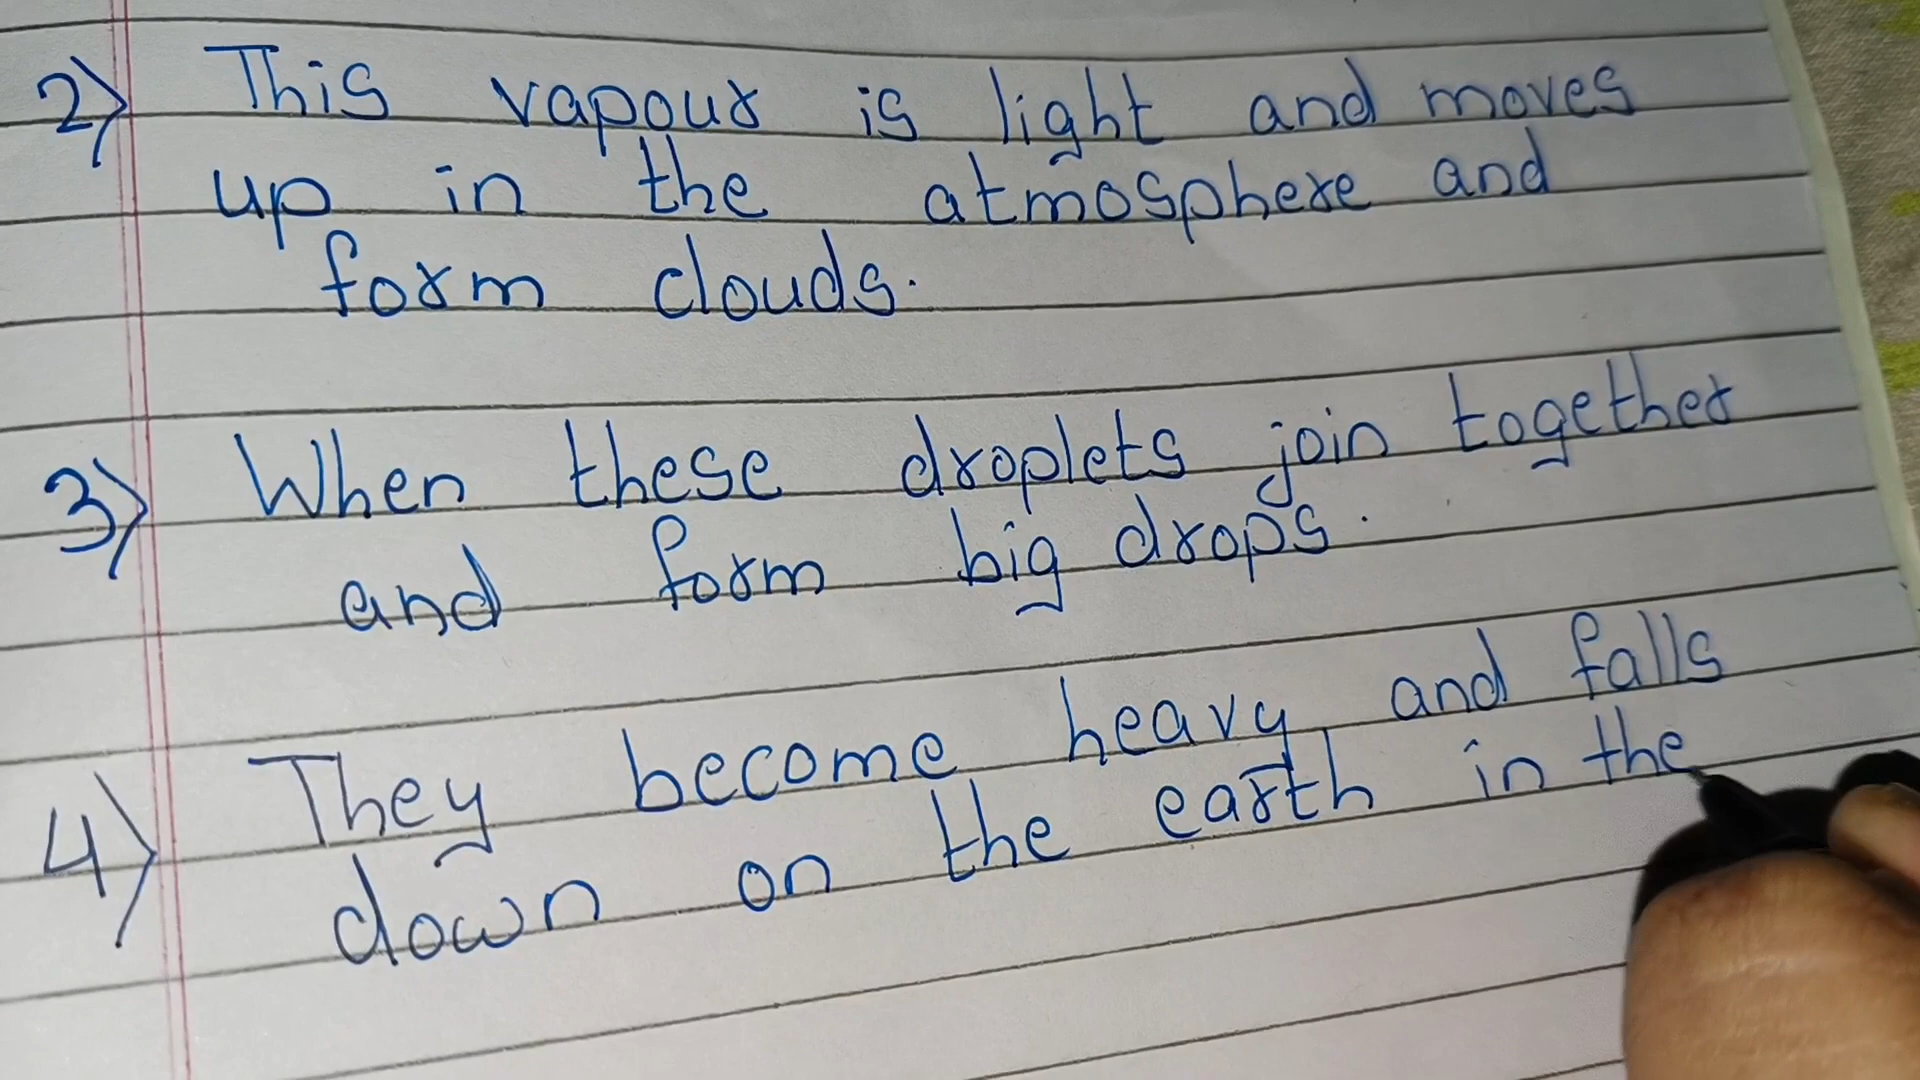 2) This vapour is light and moves
up in the atmosphere and
form clouds.
3) When these droplets join together
and form big drops.
4) They become heavy and falls
down on the earth in the